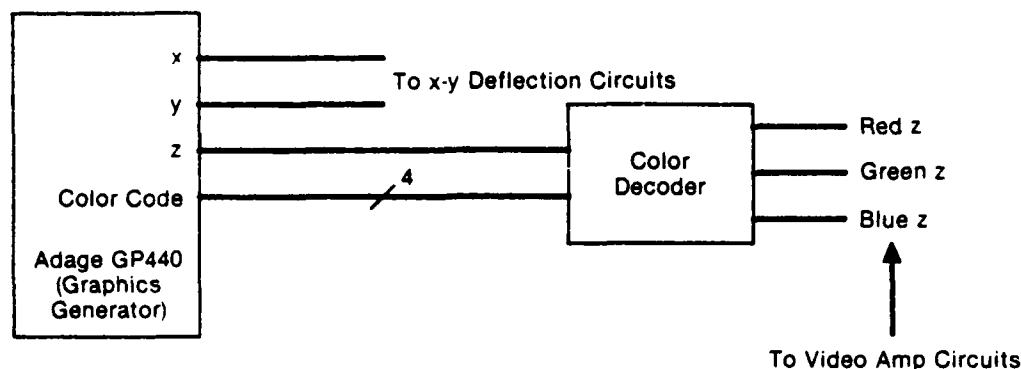 x
To x-y Deflection Circuits
y
z
Color Code
4
Adage GP440
(Graphics
Generator)
Color
Decoder
Red z
Green z
Blue z
To Video Amp Circuits